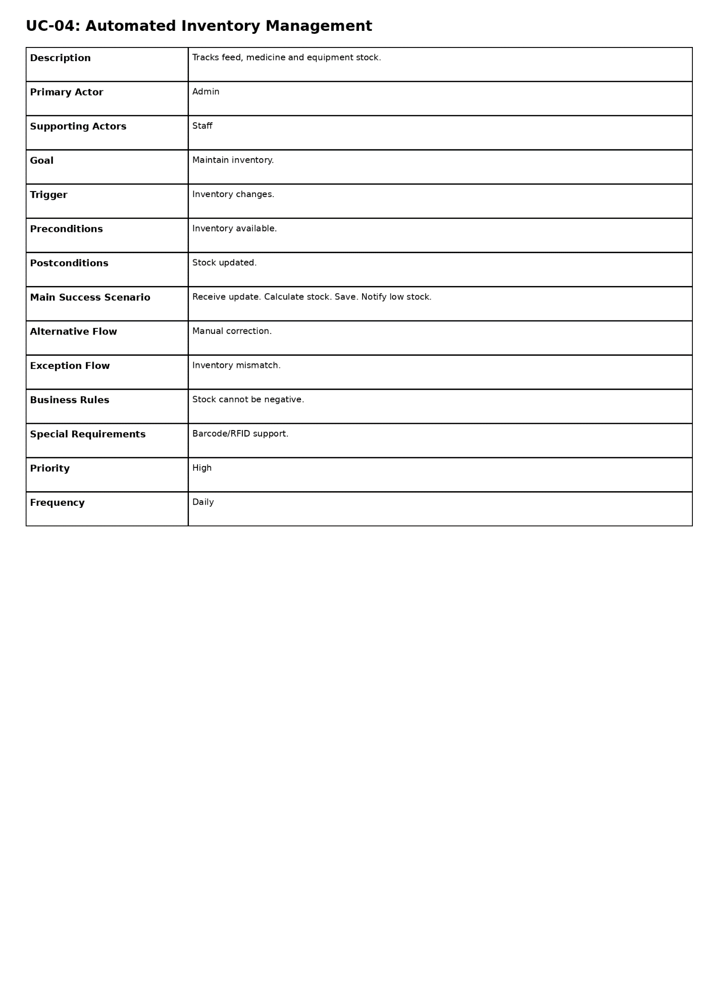 UC-04: Automated Inventory Management
Description Tracks feed, medicine and equipment stock.
Primary Actor Admin
Supporting Actors Staff
Goal Maintain inventory.
Trigger Inventory changes.
Preconditions Inventory available.
Postconditions Stock updated.
Main Success Scenario Receive update. Calculate stock. Save. Notify low stock.
Alternative Flow Manual correction.
Exception Flow Inventory mismatch.
Business Rules Stock cannot be negative.
Special Requirements Barcode/RFID support.
Priority High
Frequency Daily